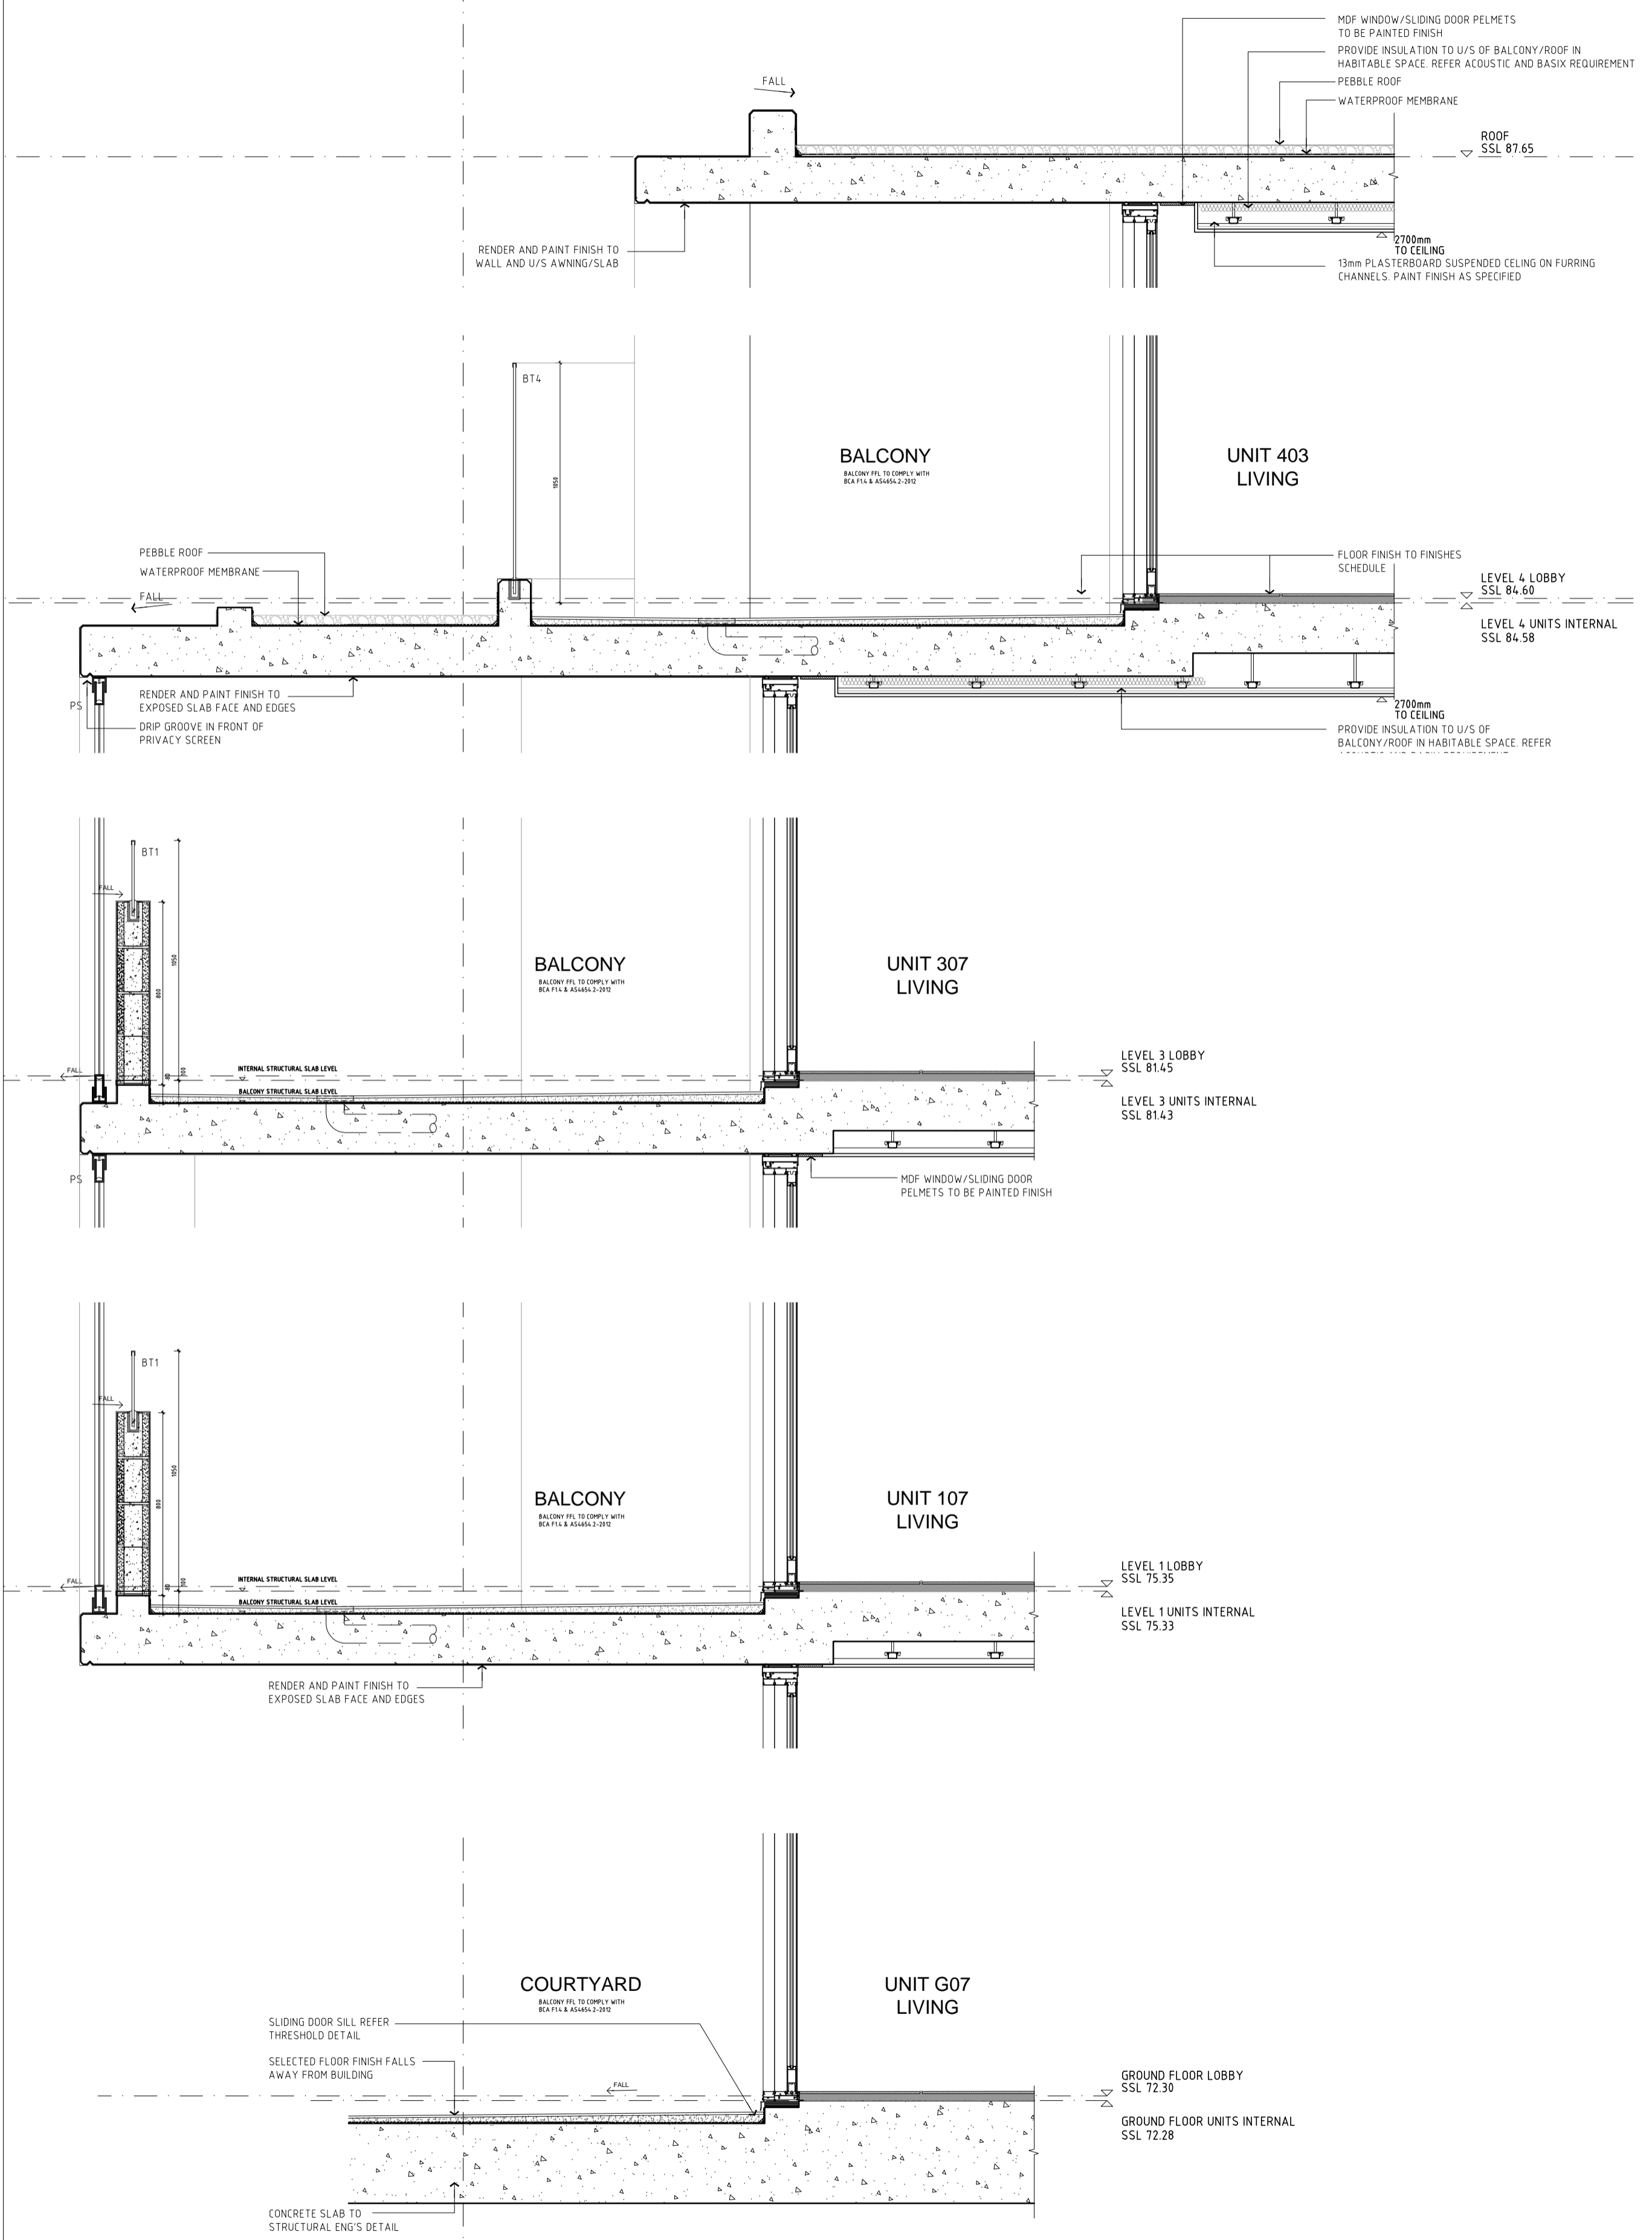 MDF WINDOW/SLIDING DOOR PELMETS
TO BE PAINTED FINISH
PROVIDE INSULATION TO U/S OF BALCONY/ROOF IN
HABITABLE SPACE. REFER ACOUSTIC AND BASIX REQUIREMENT
PEBBLE ROOF
WATERPROOF MEMBRANE
FALL
ROOF
SSL 87.65
RENDER AND PAINT FINISH TO
WALL AND U/S AWNING/SLAB
2700mm
TO CEILING
13mm PLASTERBOARD SUSPENDED CELING ON FURRING
CHANNELS. PAINT FINISH AS SPECIFIED
BT4
1050
BALCONY
BALCONY FFL TO COMPLY WITH
BCA F1.4 & AS4654.2-2012
UNIT 403
LIVING
PEBBLE ROOF
WATERPROOF MEMBRANE
FALL
FLOOR FINISH TO FINISHES
SCHEDULE
LEVEL 4 LOBBY
SSL 84.60
LEVEL 4 UNITS INTERNAL
SSL 84.58
PS
RENDER AND PAINT FINISH TO
EXPOSED SLAB FACE AND EDGES
DRIP GROOVE IN FRONT OF
PRIVACY SCREEN
2700mm
TO CEILING
PROVIDE INSULATION TO U/S OF
BALCONY/ROOF IN HABITABLE SPACE. REFER
BT1
FALL
1050
800
BALCONY
BALCONY FFL TO COMPLY WITH
BCA F1.4 & AS4654.2-2012
UNIT 307
LIVING
FALL
80
100
INTERNAL STRUCTURAL SLAB LEVEL
BALCONY STRUCTURAL SLAB LEVEL
LEVEL 3 LOBBY
SSL 81.45
LEVEL 3 UNITS INTERNAL
SSL 81.43
PS
MDF WINDOW/SLIDING DOOR
PELMETS TO BE PAINTED FINISH
BT1
FALL
1050
800
BALCONY
BALCONY FFL TO COMPLY WITH
BCA F1.4 & AS4654.2-2012
UNIT 107
LIVING
FALL
80
100
INTERNAL STRUCTURAL SLAB LEVEL
BALCONY STRUCTURAL SLAB LEVEL
LEVEL 1 LOBBY
SSL 75.35
LEVEL 1 UNITS INTERNAL
SSL 75.33
RENDER AND PAINT FINISH TO
EXPOSED SLAB FACE AND EDGES
COURTYARD
BALCONY FFL TO COMPLY WITH
BCA F1.4 & AS4654.2-2012
UNIT G07
LIVING
SLIDING DOOR SILL REFER
THRESHOLD DETAIL
SELECTED FLOOR FINISH FALLS
AWAY FROM BUILDING
FALL
GROUND FLOOR LOBBY
SSL 72.30
GROUND FLOOR UNITS INTERNAL
SSL 72.28
CONCRETE SLAB TO
STRUCTURAL ENG'S DETAIL